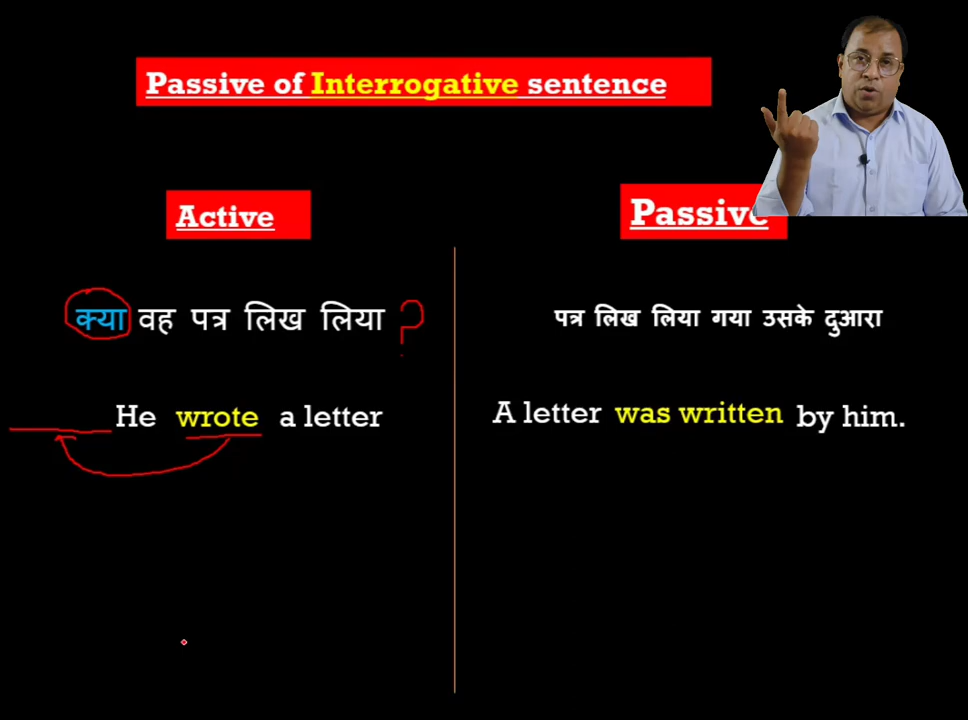 Passive of Interrogative sentence
Active
Passive
क्या वह पत्र लिख लिया ?
पत्र लिख लिया गया उसके दुआरा
He wrote a letter
A letter was written by him.